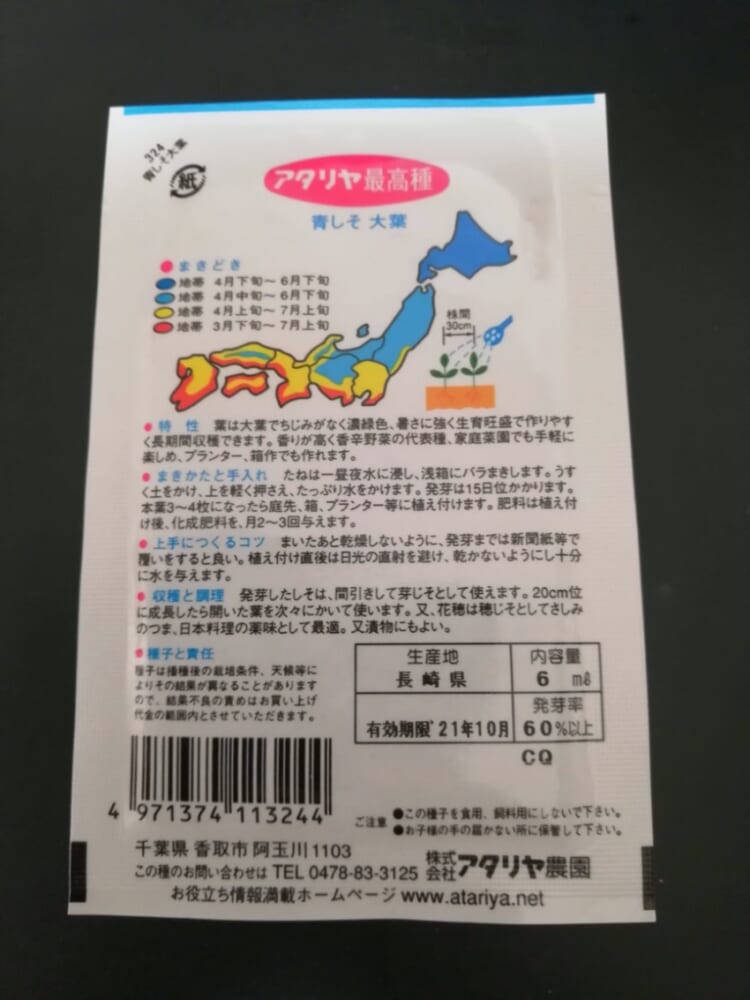 324
青しそ大葉
紙
アタリヤ最高種
青しそ 大葉
●まきどき
地帯 4月下旬〜6月下旬
地帯 4月中旬〜6月下旬
地帯 4月上旬〜7月上旬
地帯 3月下旬〜7月上旬
株間
30cm
●特 性 葉は大葉でちじみがなく濃緑色、暑さに強く生育旺盛で作りやす
く長期間収穫できます。香りが高く香辛野菜の代表種、家庭菜園でも手軽に
楽しめ、プランター、箱作でも作れます。
●まきかたと手入れ たねは一昼夜水に浸し、浅箱にバラまきします。うす
く土をかけ、上を軽く押さえ、たっぷり水をかけます。発芽は15日位かかります。
本葉3〜4枚になったら庭先、箱、プランター等に植え付けます。肥料は植え付
け後、化成肥料を、月2〜3回与えます。
●上手につくるコツ まいたあと乾燥しないように、発芽までは新聞紙等で
覆いをすると良い。植え付け直後は日光の直射を避け、乾かないようにし十分
に水を与えます。
●収穫と調理 発芽したしそは、間引きして芽じそとして使えます。20cm位
に成長したら開いた葉を次々にかいて使います。又、花穂は穂じそとしてさしみ
のつま、日本料理の薬味として最適。又漬物にもよい。
●種子と責任
種子は播種後の栽培条件、天候等に
よりその結果が異なることがあります
ので、結果不良の責めはお買い上げ
代金の範囲内とさせていただきます。
生産地 内容量
長崎県 6 mℓ
発芽率
有効期限'21年10月 60%以上
CQ
4 971374 113244
ご注意 ●この種子を食用、飼料用にしないで下さい。
●お子様の手の届かない所に保管して下さい。
千葉県 香取市 阿玉川 1103
この種のお問い合わせは TEL 0478-83-3125 株式会社アタリヤ農園
お役立ち情報満載ホームページ www.atariya.net